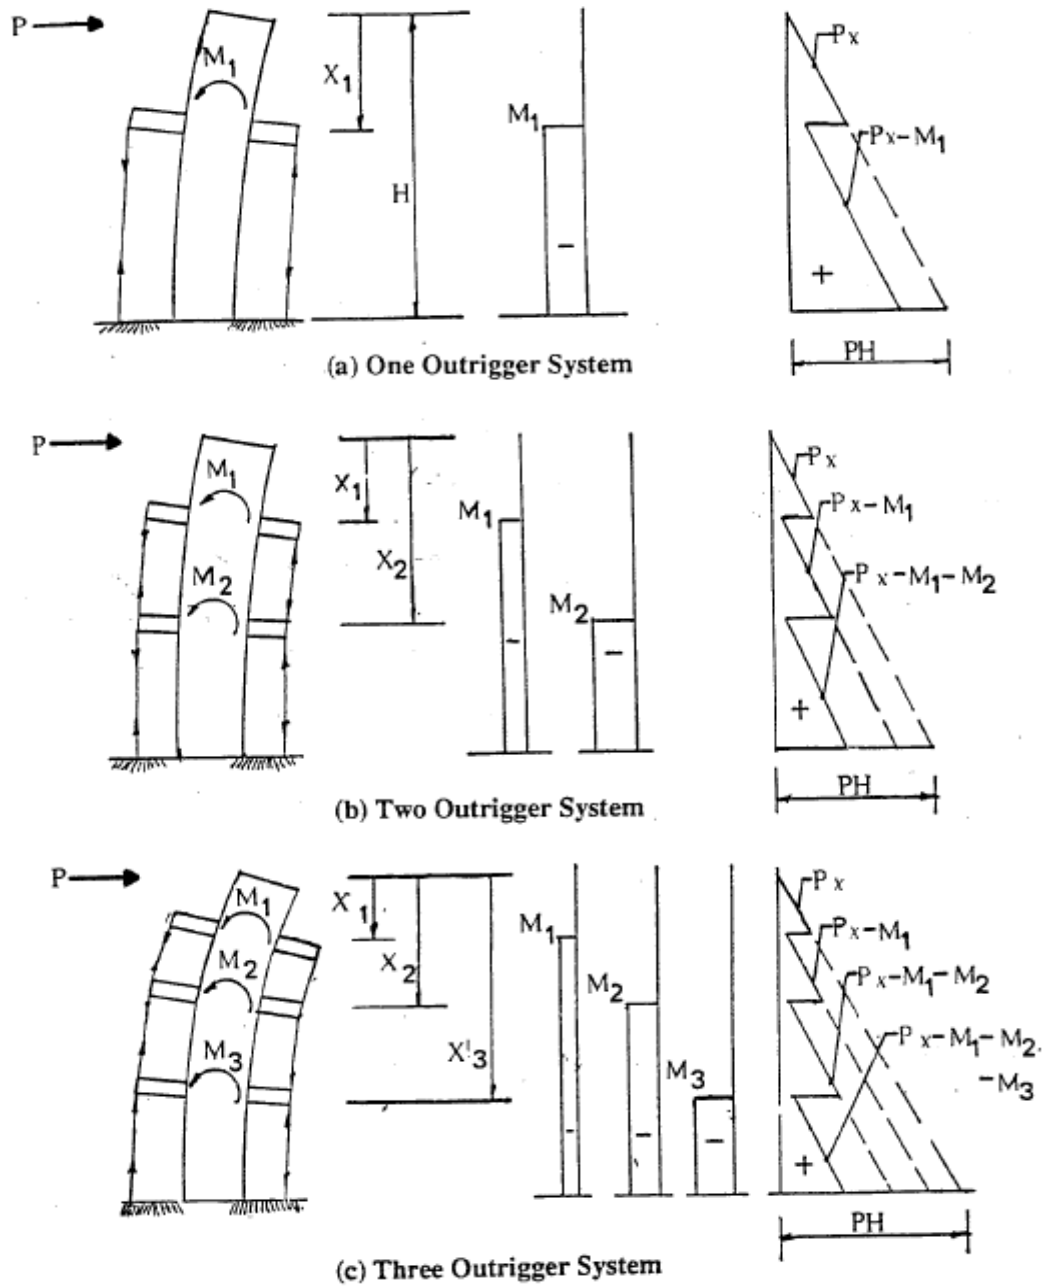 P
M₁
X₁
H
M₁
−
Px
Px−M₁
+
PH
(a) One Outrigger System
P
M₁
M₂
X₁
X₂
M₁
−
M₂
−
Px
Px−M₁
Px−M₁−M₂
+
PH
(b) Two Outrigger System
P
M₁
M₂
M₃
X₁
X₂
X'₃
M₁
−
M₂
−
M₃
−
Px
Px−M₁
Px−M₁−M₂
Px−M₁−M₂
−M₃
+
PH
(c) Three Outrigger System